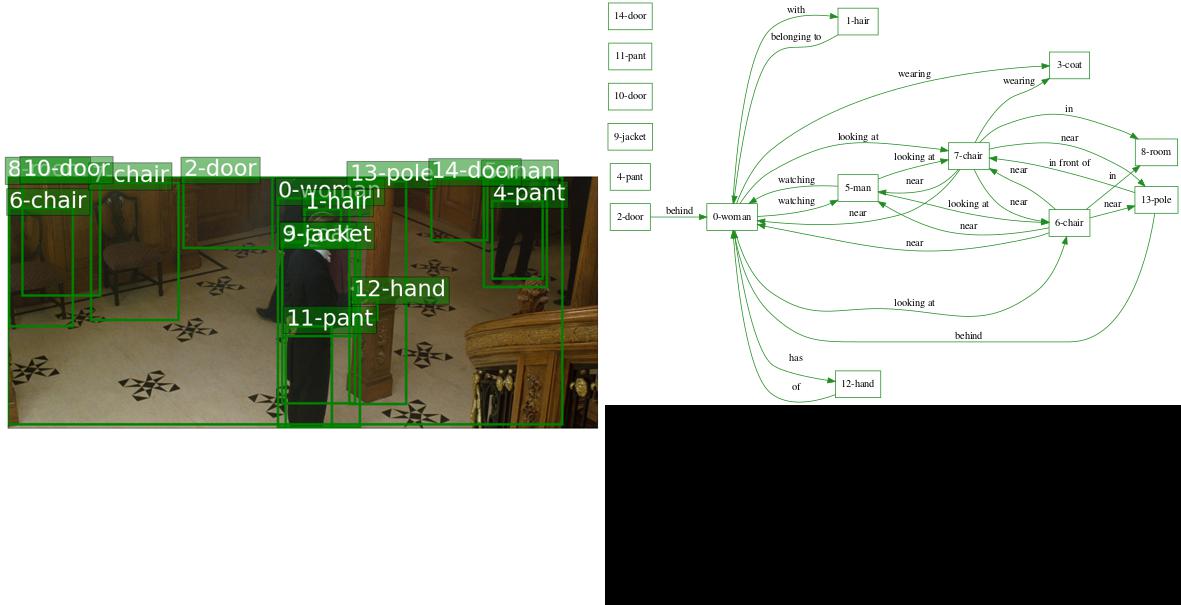 810-door
7-chair
2-door
13-pole
14-door
man
6-chair
0-woman
1-hair
4-pant
9-jacket
12-hand
11-pant
14-door
with
1-hair
belonging to
11-pant
3-coat
wearing
wearing
10-door
in
9-jacket
looking at
near
8-room
7-chair
looking at
in front of
4-pant
watching
5-man
near
near
in
13-pole
2-door
behind
0-woman
watching
near
looking at
near
6-chair
near
near
looking at
behind
has
12-hand
of